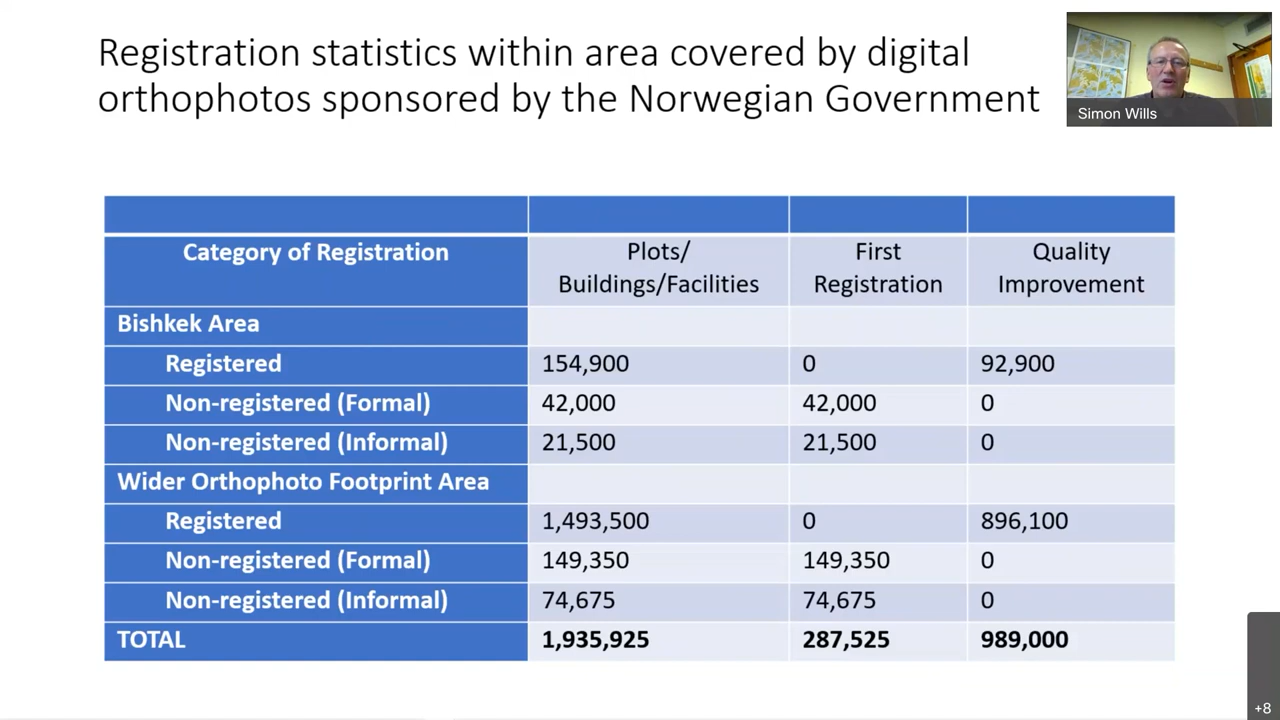 Registration statistics within area covered by digital
orthophotos sponsored by the Norwegian Government
Simon Wills
Category of Registration Plots/ Buildings/Facilities First Registration Quality Improvement
Bishkek Area
Registered 154,900 0 92,900
Non-registered (Formal) 42,000 42,000 0
Non-registered (Informal) 21,500 21,500 0
Wider Orthophoto Footprint Area
Registered 1,493,500 0 896,100
Non-registered (Formal) 149,350 149,350 0
Non-registered (Informal) 74,675 74,675 0
TOTAL 1,935,925 287,525 989,000
+8